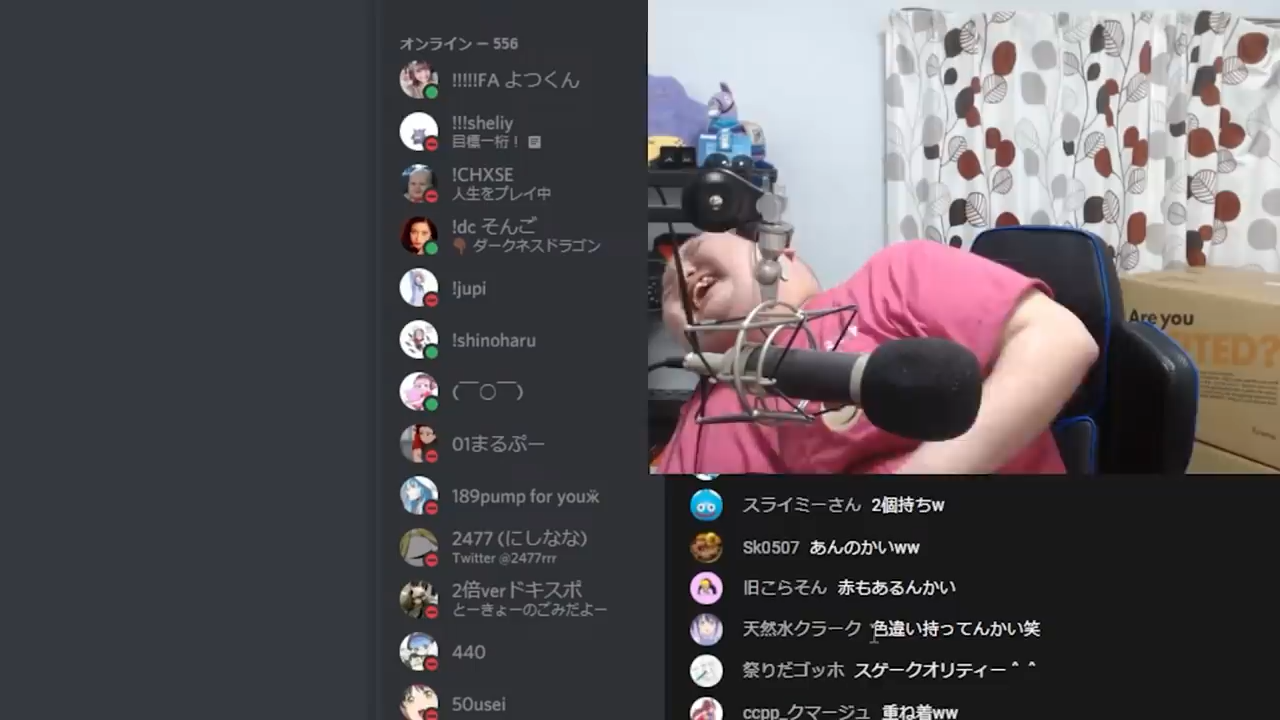 オンライン — 556
!!!!!FA よつくん
!!!sheliy
目標一桁！
!CHXSE
人生をプレイ中
!dc そんご
ダークネスドラゴン
!jupi
!shinoharu
(￣○￣)
01まるぷー
189pump for youӝ
2477 (にしなな)
Twitter @2477rrr
2倍verドキスポ
とーきょーのごみだよー
440
50usei
Are you
TED?
スライミーさん 2個持ちw
Sk0507 あんのかいww
旧こらそん 赤もあるんかい
天然水クラーク 色違い持ってんかい笑
祭りだゴッホ スゲークオリティー＾＾
ccpp_クマージュ 重ね着ww